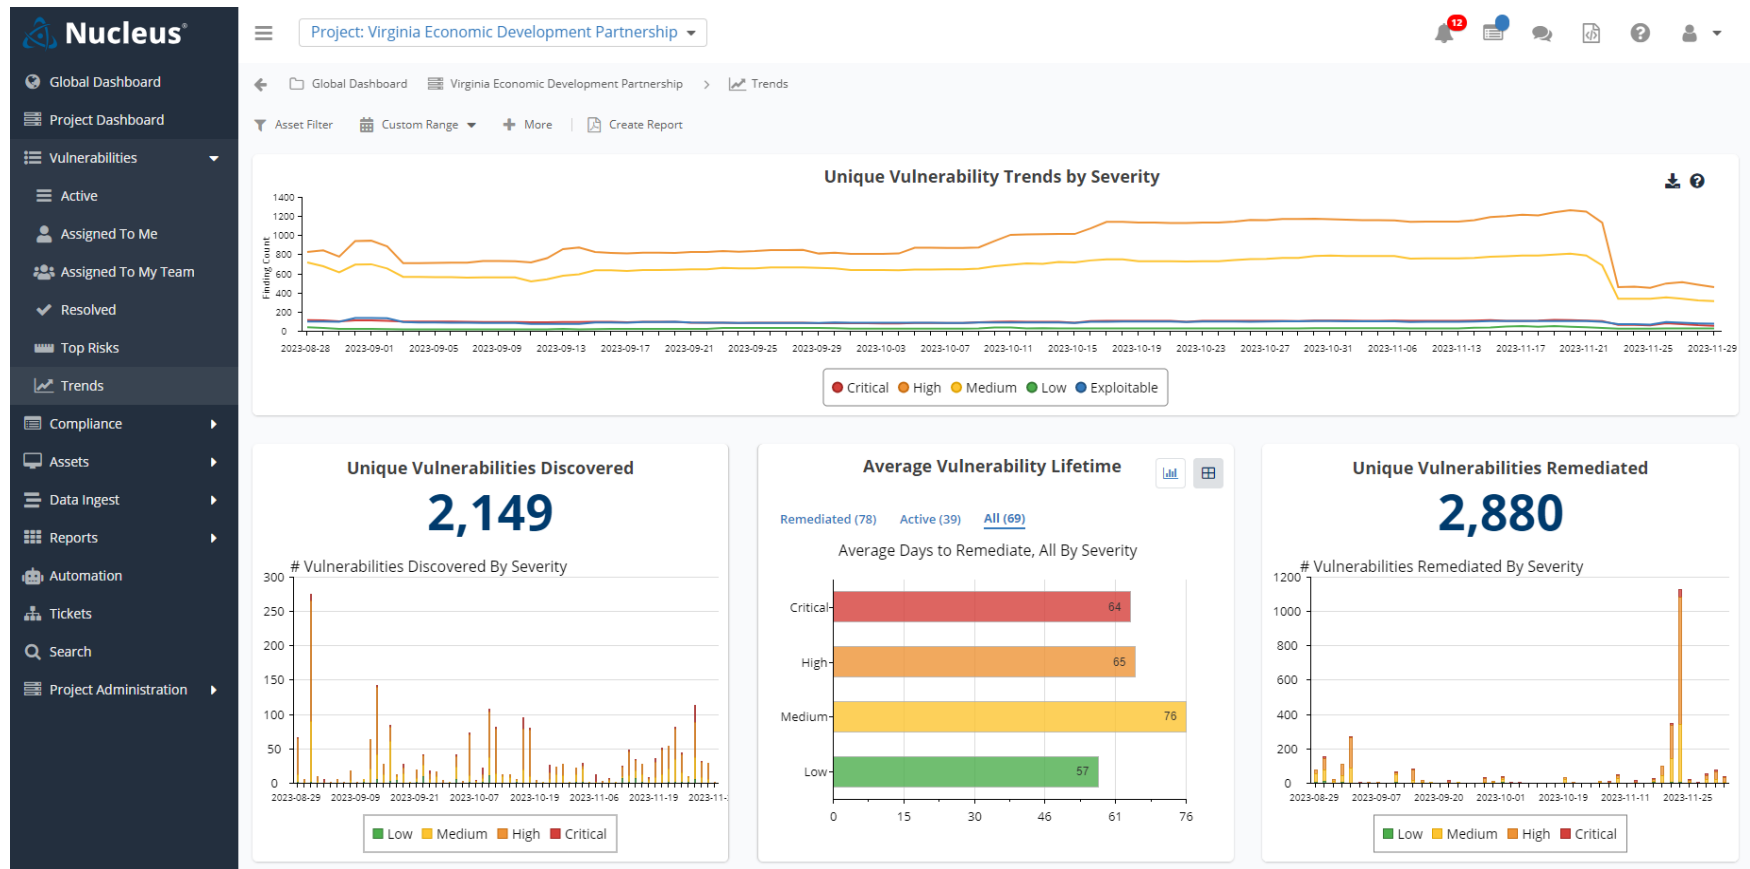 Nucleus®
Project: Virginia Economic Development Partnership
12
Global Dashboard
Project Dashboard
Vulnerabilities
Active
Assigned To Me
Assigned To My Team
Resolved
Top Risks
Trends
Compliance
Assets
Data Ingest
Reports
Automation
Tickets
Search
Project Administration
Global Dashboard Virginia Economic Development Partnership > Trends
Asset Filter Custom Range More Create Report
Unique Vulnerability Trends by Severity
Finding Count
1400
1200
1000
800
600
400
200
0
2023-08-28 2023-09-01 2023-09-05 2023-09-09 2023-09-13 2023-09-17 2023-09-21 2023-09-25 2023-09-29 2023-10-03 2023-10-07 2023-10-11 2023-10-15 2023-10-19 2023-10-23 2023-10-27 2023-10-31 2023-11-06 2023-11-13 2023-11-17 2023-11-21 2023-11-25 2023-11-29
Critical High Medium Low Exploitable
Unique Vulnerabilities Discovered
2,149
# Vulnerabilities Discovered By Severity
300
250
200
150
100
50
0
2023-08-29 2023-09-09 2023-09-21 2023-10-07 2023-10-19 2023-11-06 2023-11-19 2023-11-
Low Medium High Critical
Average Vulnerability Lifetime
Remediated (78) Active (39) All (69)
Average Days to Remediate, All By Severity
Critical 64
High 65
Medium 76
Low 57
0 15 30 46 61 76
Unique Vulnerabilities Remediated
2,880
# Vulnerabilities Remediated By Severity
1200
1000
800
600
400
200
0
2023-08-29 2023-09-07 2023-09-20 2023-10-01 2023-10-19 2023-11-11 2023-11-25
Low Medium High Critical